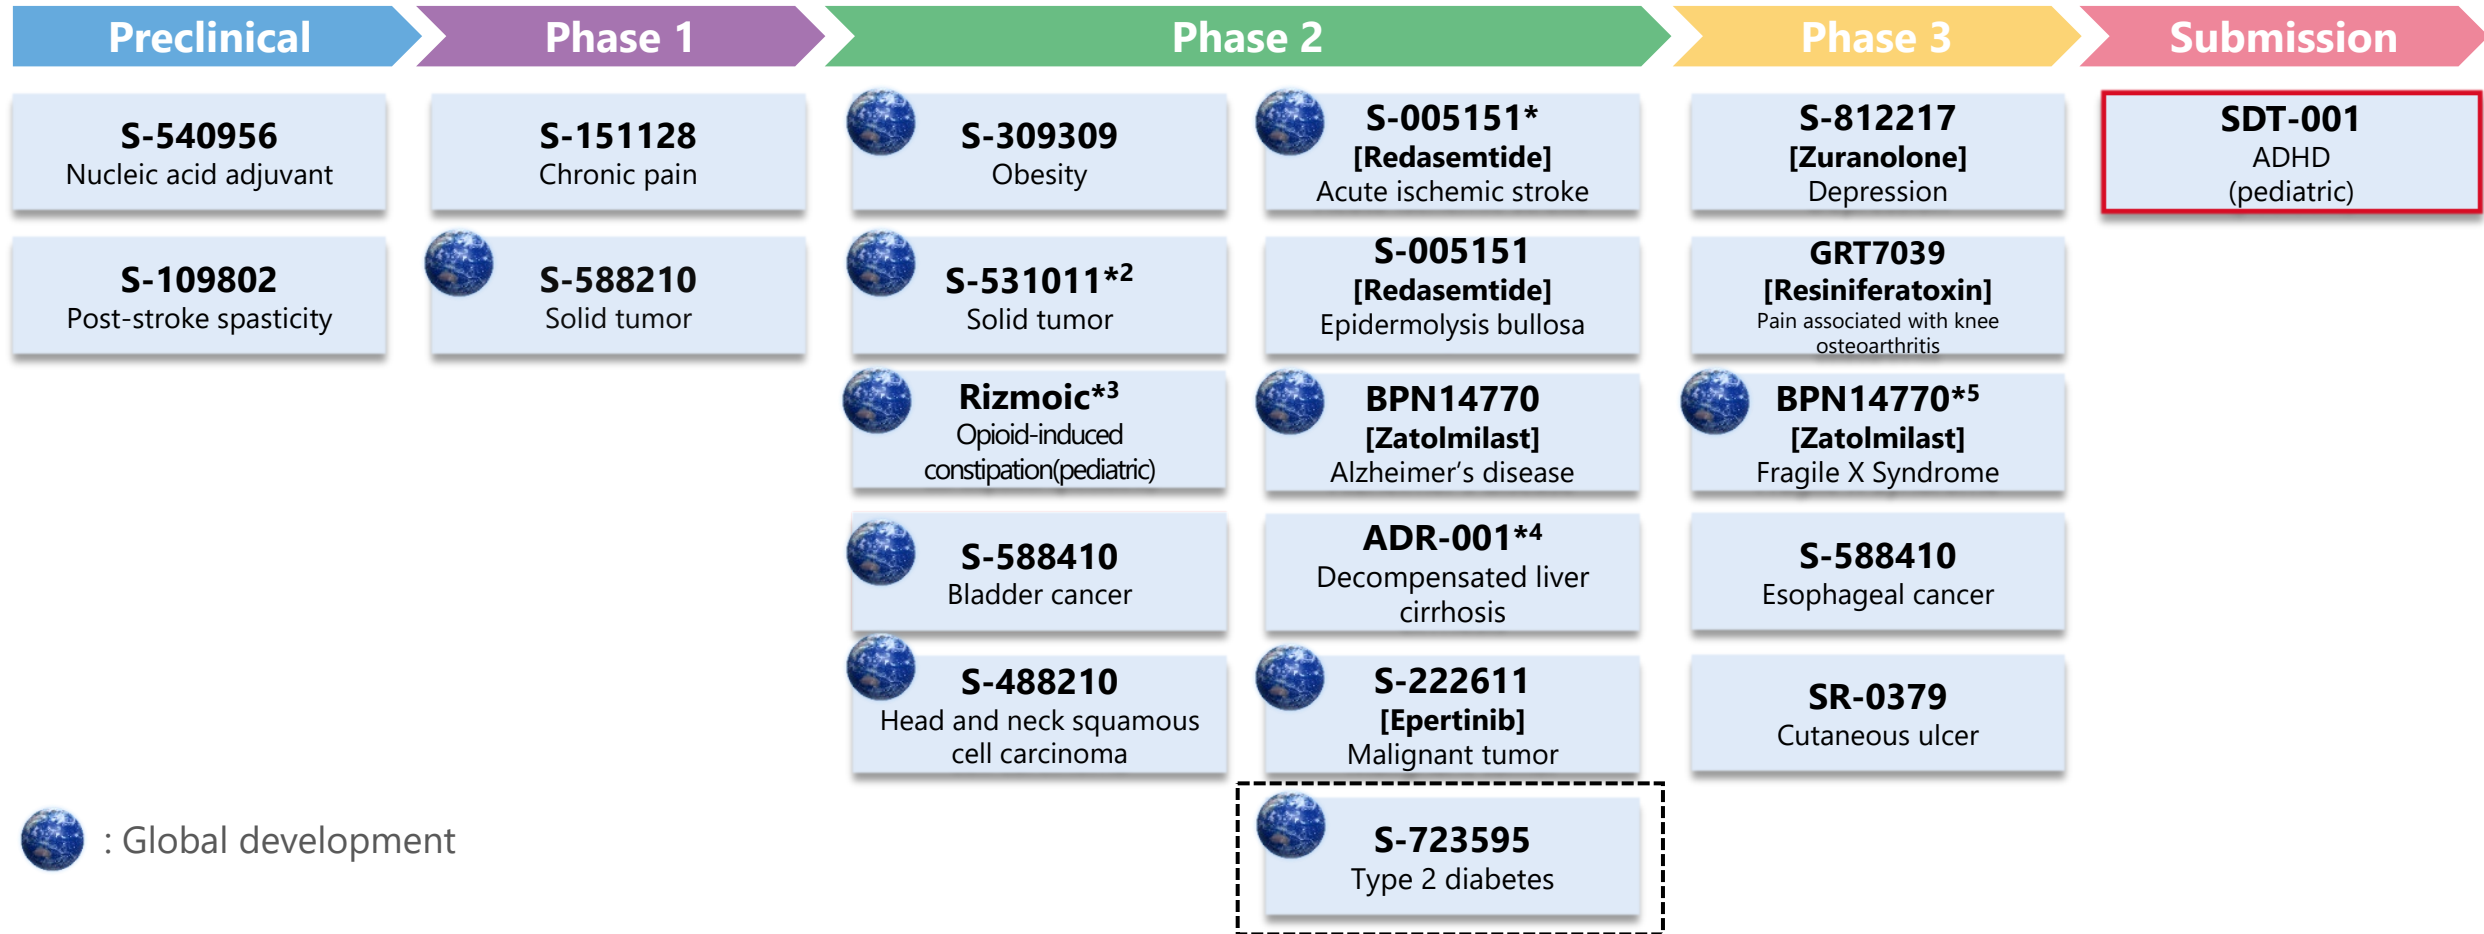 Preclinical
Phase 1
Phase 2
Phase 3
Submission
S-540956
Nucleic acid adjuvant
S-109802
Post-stroke spasticity
S-151128
Chronic pain
S-588210
Solid tumor
S-309309
Obesity
S-531011*2
Solid tumor
Rizmoic*3
Opioid-induced
constipation(pediatric)
S-588410
Bladder cancer
S-488210
Head and neck squamous
cell carcinoma
S-005151*
[Redasemtide]
Acute ischemic stroke
S-005151
[Redasemtide]
Epidermolysis bullosa
BPN14770
[Zatolmilast]
Alzheimer’s disease
ADR-001*4
Decompensated liver
cirrhosis
S-222611
[Epertinib]
Malignant tumor
S-723595
Type 2 diabetes
S-812217
[Zuranolone]
Depression
GRT7039
[Resiniferatoxin]
Pain associated with knee
osteoarthritis
BPN14770*5
[Zatolmilast]
Fragile X Syndrome
S-588410
Esophageal cancer
SR-0379
Cutaneous ulcer
SDT-001
ADHD
(pediatric)
: Global development